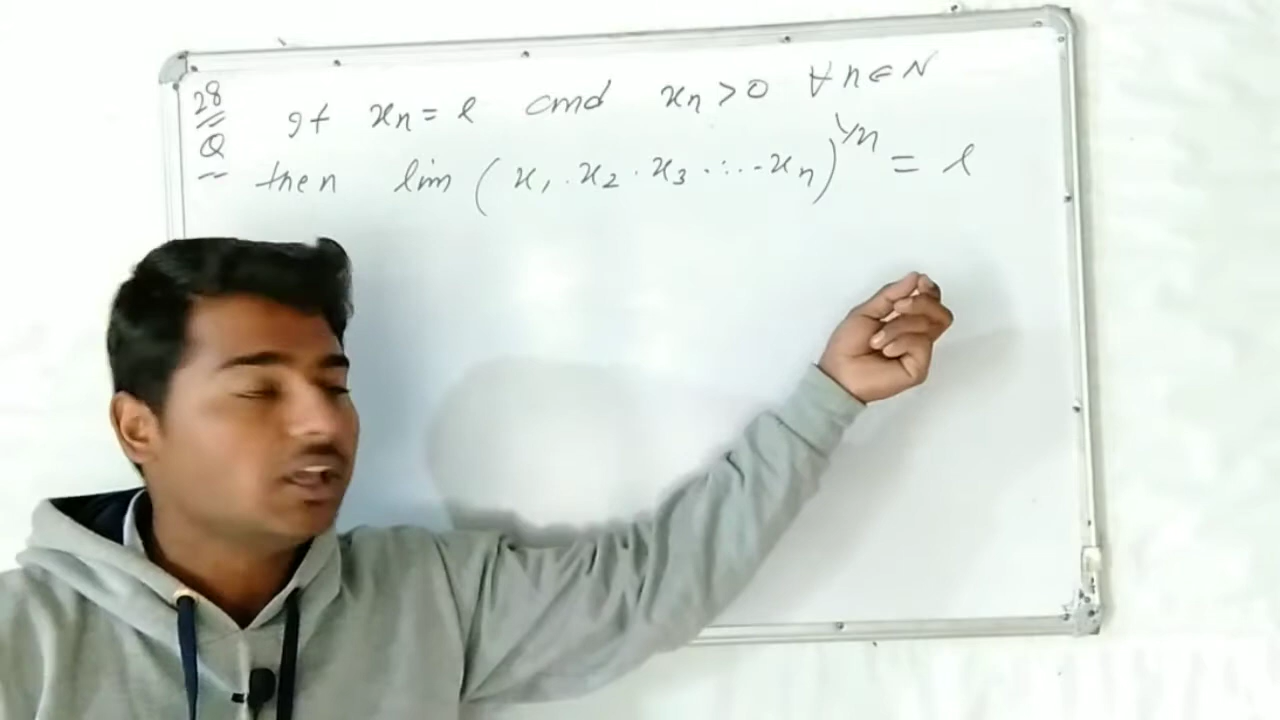 28
Q
If xn = l and xn > 0 ∀ n ∈ N
then lim (x1 . x2 . x3 . ... - xn)^1/n = l